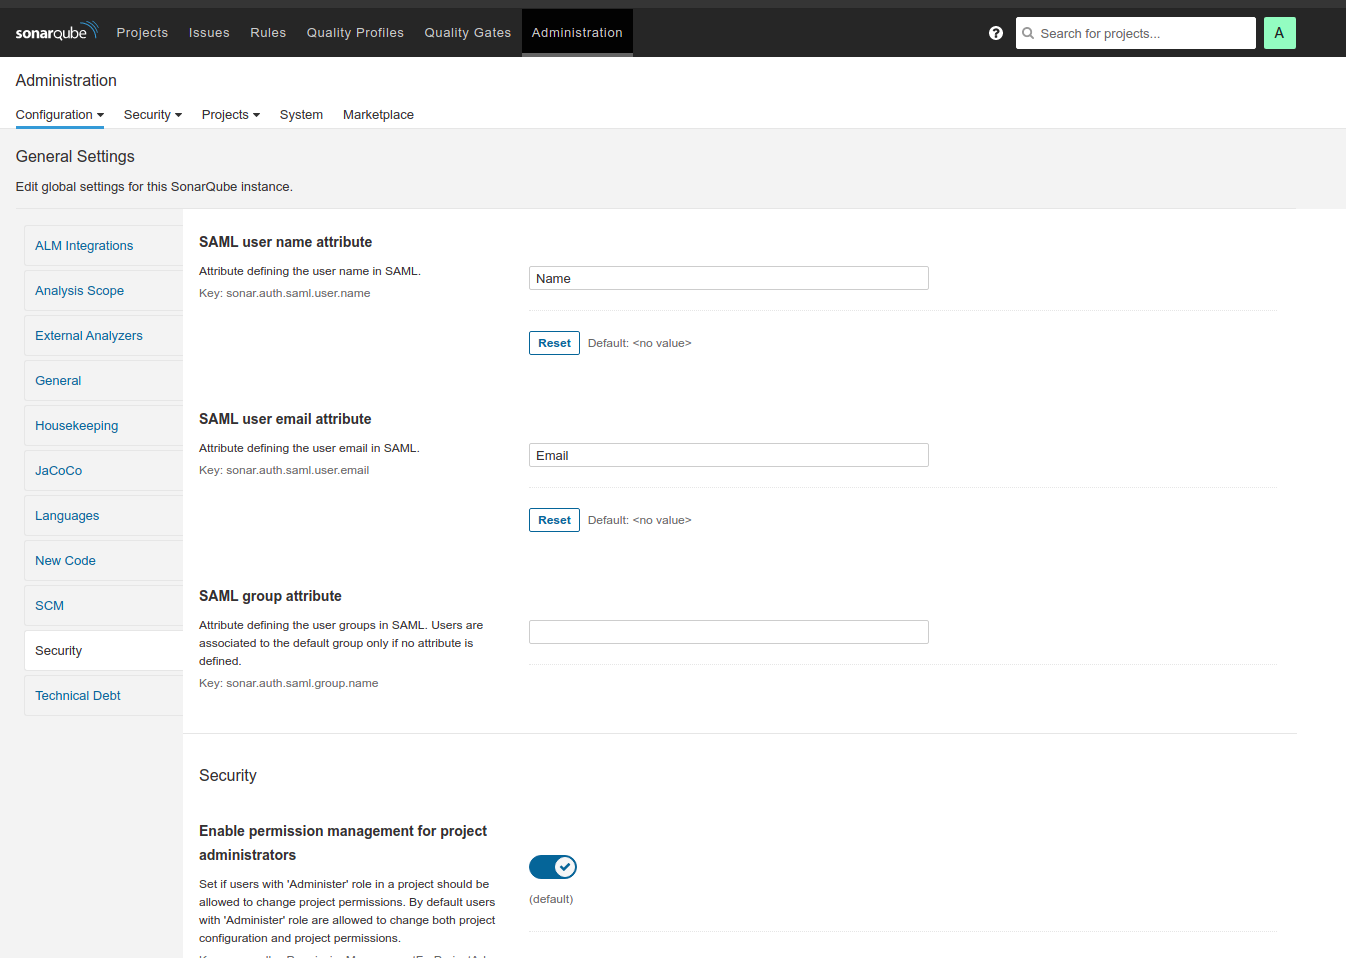 sonarqube Projects Issues Rules Quality Profiles Quality Gates Administration ? Search for projects... A
Administration
Configuration Security Projects System Marketplace
General Settings
Edit global settings for this SonarQube instance.
ALM Integrations
Analysis Scope
External Analyzers
General
Housekeeping
JaCoCo
Languages
New Code
SCM
Security
Technical Debt
SAML user name attribute
Attribute defining the user name in SAML.
Key: sonar.auth.saml.user.name
Name
Reset Default: <no value>
SAML user email attribute
Attribute defining the user email in SAML.
Key: sonar.auth.saml.user.email
Email
Reset Default: <no value>
SAML group attribute
Attribute defining the user groups in SAML. Users are
associated to the default group only if no attribute is
defined.
Key: sonar.auth.saml.group.name
Security
Enable permission management for project
administrators
Set if users with 'Administer' role in a project should be
allowed to change project permissions. By default users
with 'Administer' role are allowed to change both project
configuration and project permissions.
(default)